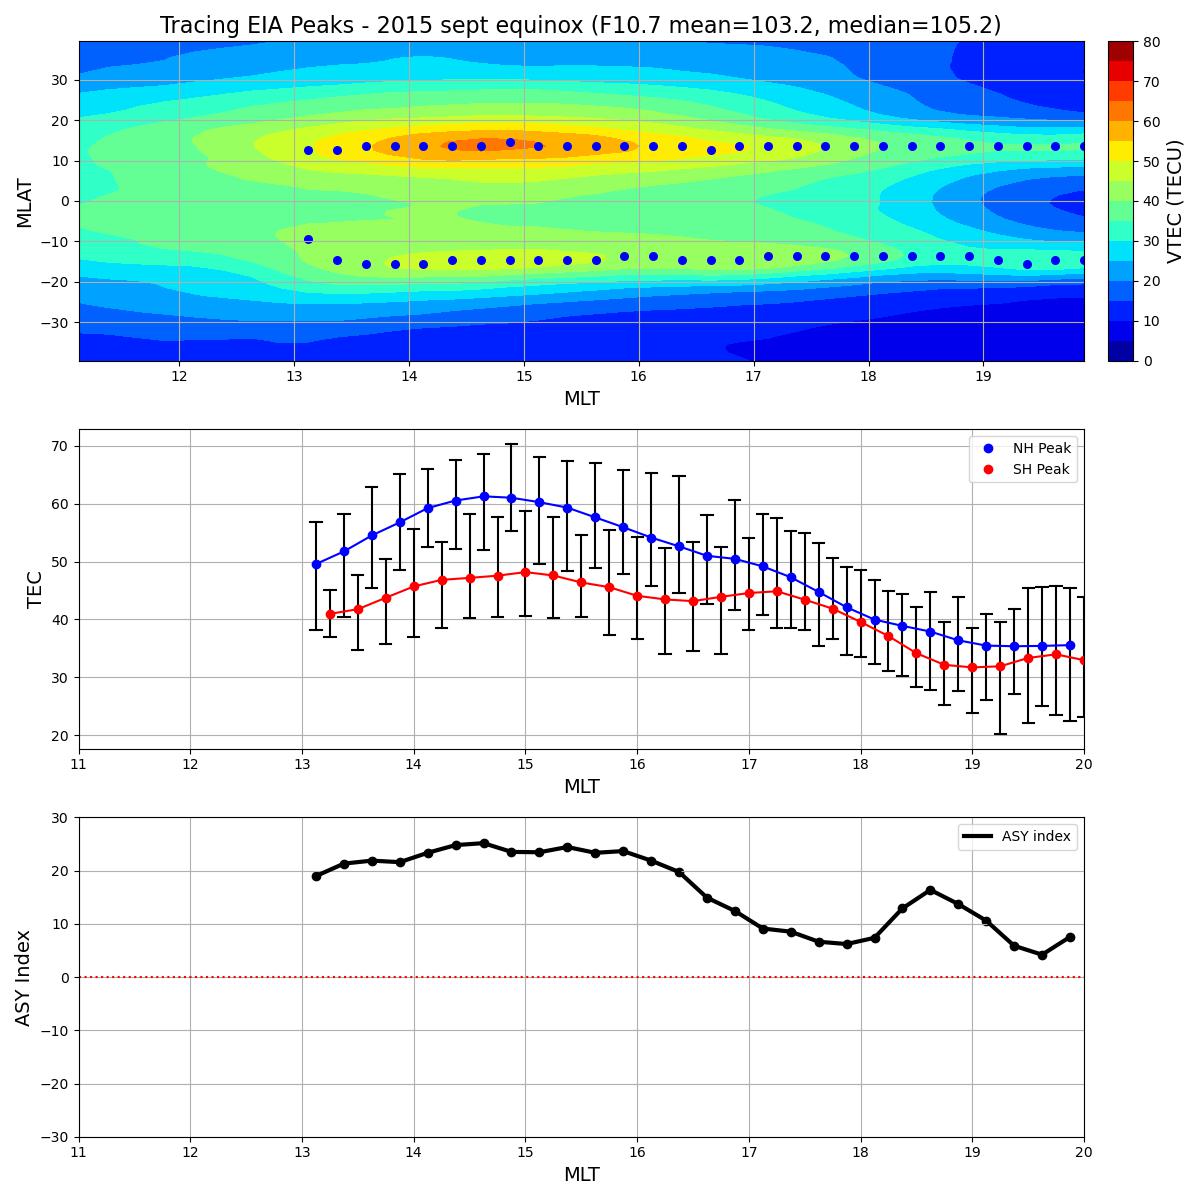 Tracing EIA Peaks - 2015 sept equinox (F10.7 mean=103.2, median=105.2)
MLAT
30
20
10
0
−10
−20
−30
12 13 14 15 16 17 18 19
MLT
80
70
60
50
40
30
20
10
0
VTEC (TECU)
TEC
70
60
50
40
30
20
NH Peak
SH Peak
11 12 13 14 15 16 17 18 19 20
MLT
ASY Index
30
20
10
0
−10
−20
−30
ASY index
11 12 13 14 15 16 17 18 19 20
MLT